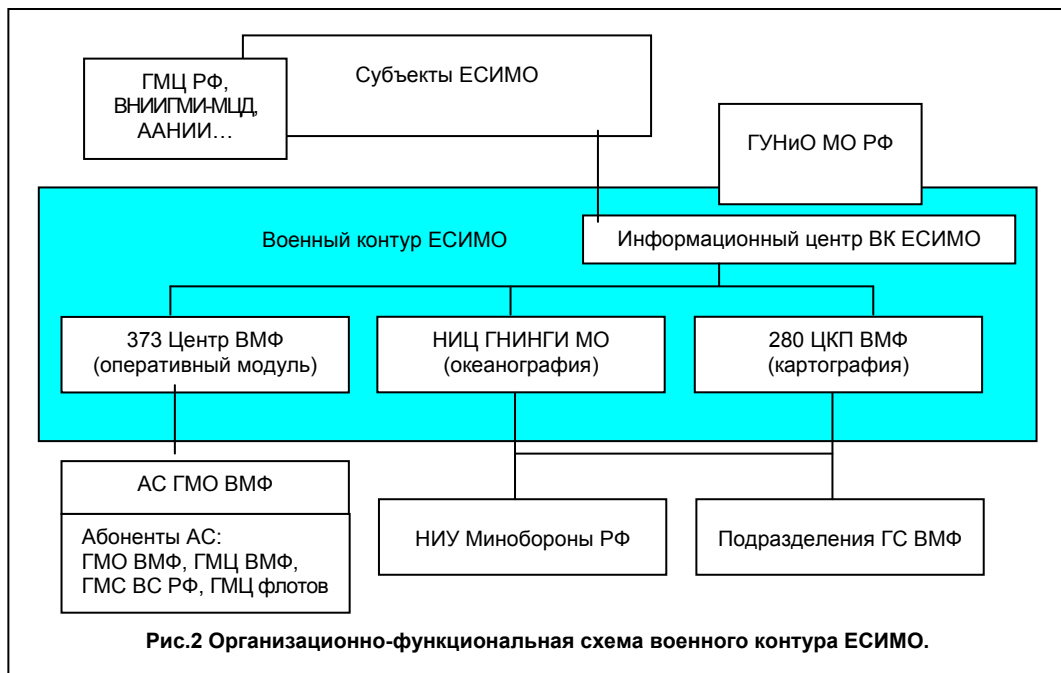 Субъекты ЕСИМО
ГМЦ РФ,
ВНИИГМИ-МЦД,
ААНИИ…
ГУНиО МО РФ
Военный контур ЕСИМО
Информационный центр ВК ЕСИМО
373 Центр ВМФ
(оперативный модуль)
НИЦ ГНИНГИ МО
(океанография)
280 ЦКП ВМФ
(картография)
АС ГМО ВМФ
Абоненты АС:
ГМО ВМФ, ГМЦ ВМФ,
ГМС ВС РФ, ГМЦ флотов
НИУ Минобороны РФ
Подразделения ГС ВМФ
Рис.2 Организационно-функциональная схема военного контура ЕСИМО.